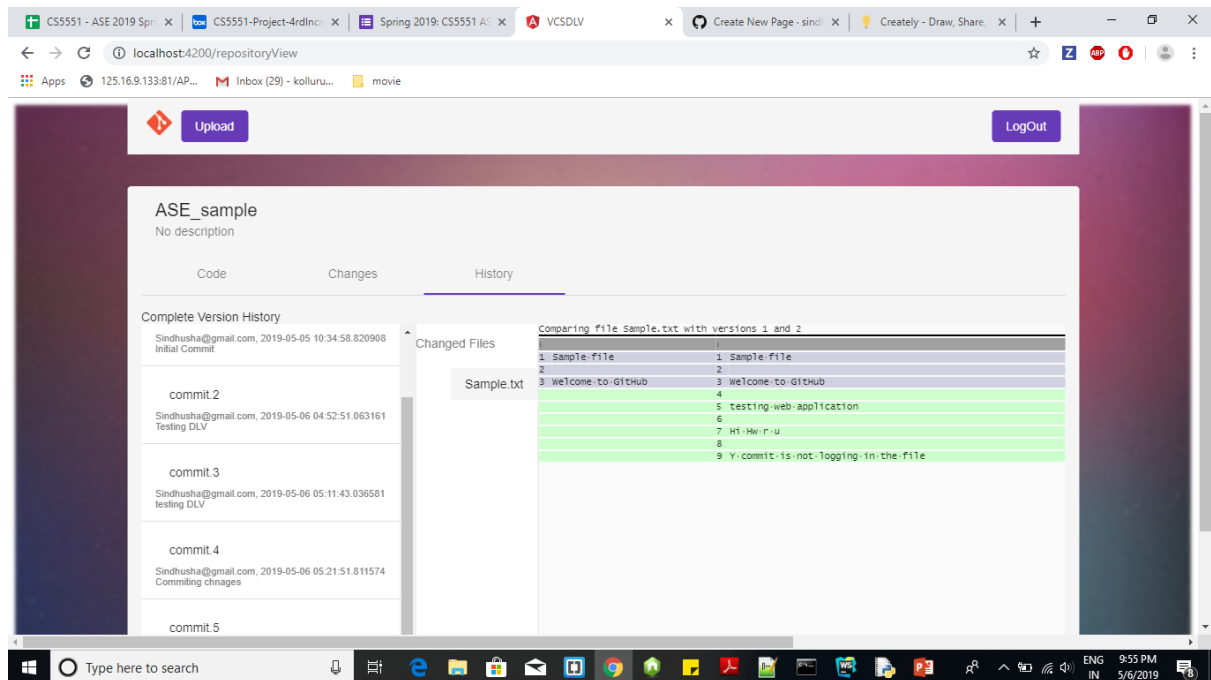 CS5551 - ASE 2019 Spri
CS5551-Project-4rdIncr
Spring 2019: CS5551 AS
VCSDLV
Create New Page · sindl
Creately - Draw, Share,
localhost:4200/repositoryView
Z
ABP
Apps
125.16.9.133:81/AP...
Inbox (29) - kolluru...
movie
Upload
LogOut
ASE_sample
No description
Code
Changes
History
Complete Version History
Sindhusha@gmail.com, 2019-05-05 10:34:58.820908
Initial Commit
commit.2
Sindhusha@gmail.com, 2019-05-06 04:52:51.063161
Testing DLV
commit.3
Sindhusha@gmail.com, 2019-05-06 05:11:43.036581
testing DLV
commit.4
Sindhusha@gmail.com, 2019-05-06 05:21:51.811574
Commiting chnages
commit.5
Changed Files
Sample.txt
Comparing file Sample.txt with versions 1 and 2
1 Sample·file 1 Sample·file
2 2
3 Welcome·to·GitHub 3 Welcome·to·GitHub
4
5 testing·web·application
6
7 Hi·Hw·r·u
8
9 Y·commit·is·not·logging·in·the·file
Type here to search
ENG
IN
9:55 PM
5/6/2019
8